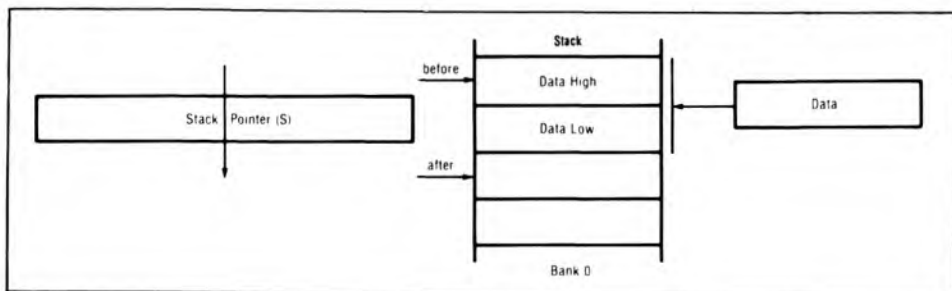 Stack
before
Data High
Data
Stack Pointer (S)
Data Low
after
Bank 0